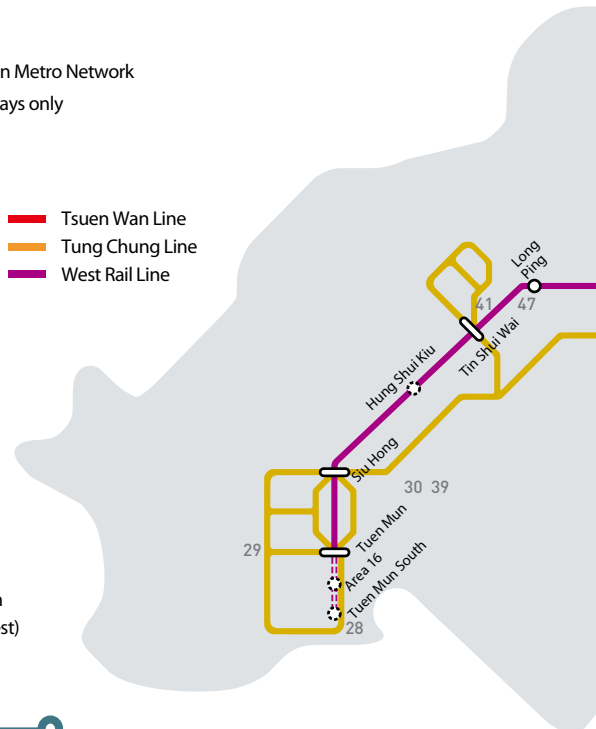 n Metro Network
ays only
Tsuen Wan Line
Tung Chung Line
West Rail Line
Long
Ping
41
47
Tin Shui Wai
Hung Shui Kiu
Siu Hong
30 39
Tuen Mun
29
Area 16
Tuen Mun South
28
n
st)